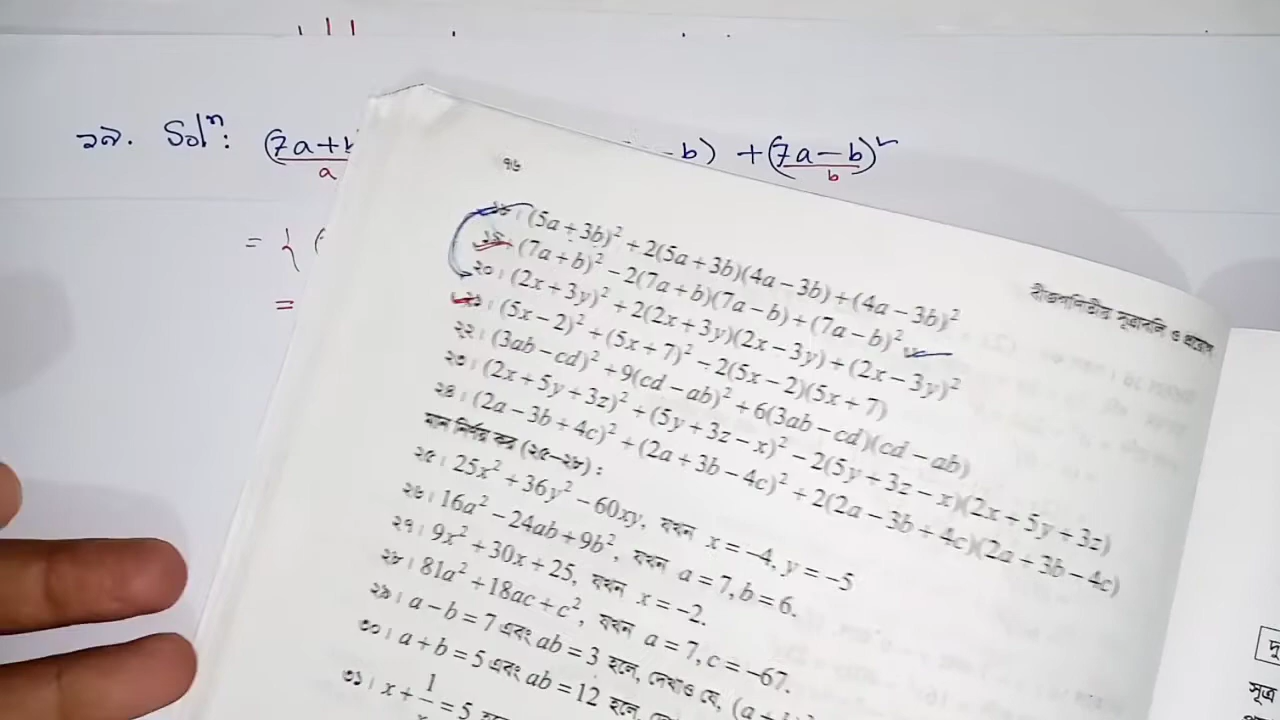 ১৯. Solⁿ: (7a+b - b) + (7a-b)²
a b
= { (
=
১৬
১৮। (5a + 3b)² + 2(5a + 3b)(4a − 3b) + (4a − 3b)²
১৯। (7a + b)² − 2(7a + b)(7a − b) + (7a − b)²
২০। (2x + 3y)² + 2(2x + 3y)(2x − 3y) + (2x − 3y)²
২১। (5x − 2)² + (5x + 7)² − 2(5x − 2)(5x + 7)
২২। (3ab − cd)² + 9(cd − ab)² + 6(3ab − cd)(cd − ab)
২৩। (2x + 5y + 3z)² + (5y + 3z − x)² − 2(5y + 3z − x)(2x + 5y + 3z)
২৪। (2a − 3b + 4c)² + (2a + 3b − 4c)² + 2(2a − 3b + 4c)(2a + 3b − 4c)
মান নির্ণয় কর (২৫-২৮) :
২৫। 25x² + 36y² − 60xy, যখন x = −4, y = −5
২৬। 16a² − 24ab + 9b², যখন a = 7, b = 6.
২৭। 9x² + 30x + 25, যখন x = −2.
২৮। 81a² + 18ac + c², যখন a = 7, c = −67.
২৯। a − b = 7 এবং ab = 3 হলে, দেখাও যে, (a +
৩০। a + b = 5 এবং ab = 12
৩১। x + 1/x = 5
বীজগণিতীয় সূত্রাবলি ও প্রয়োগ
সূত্র